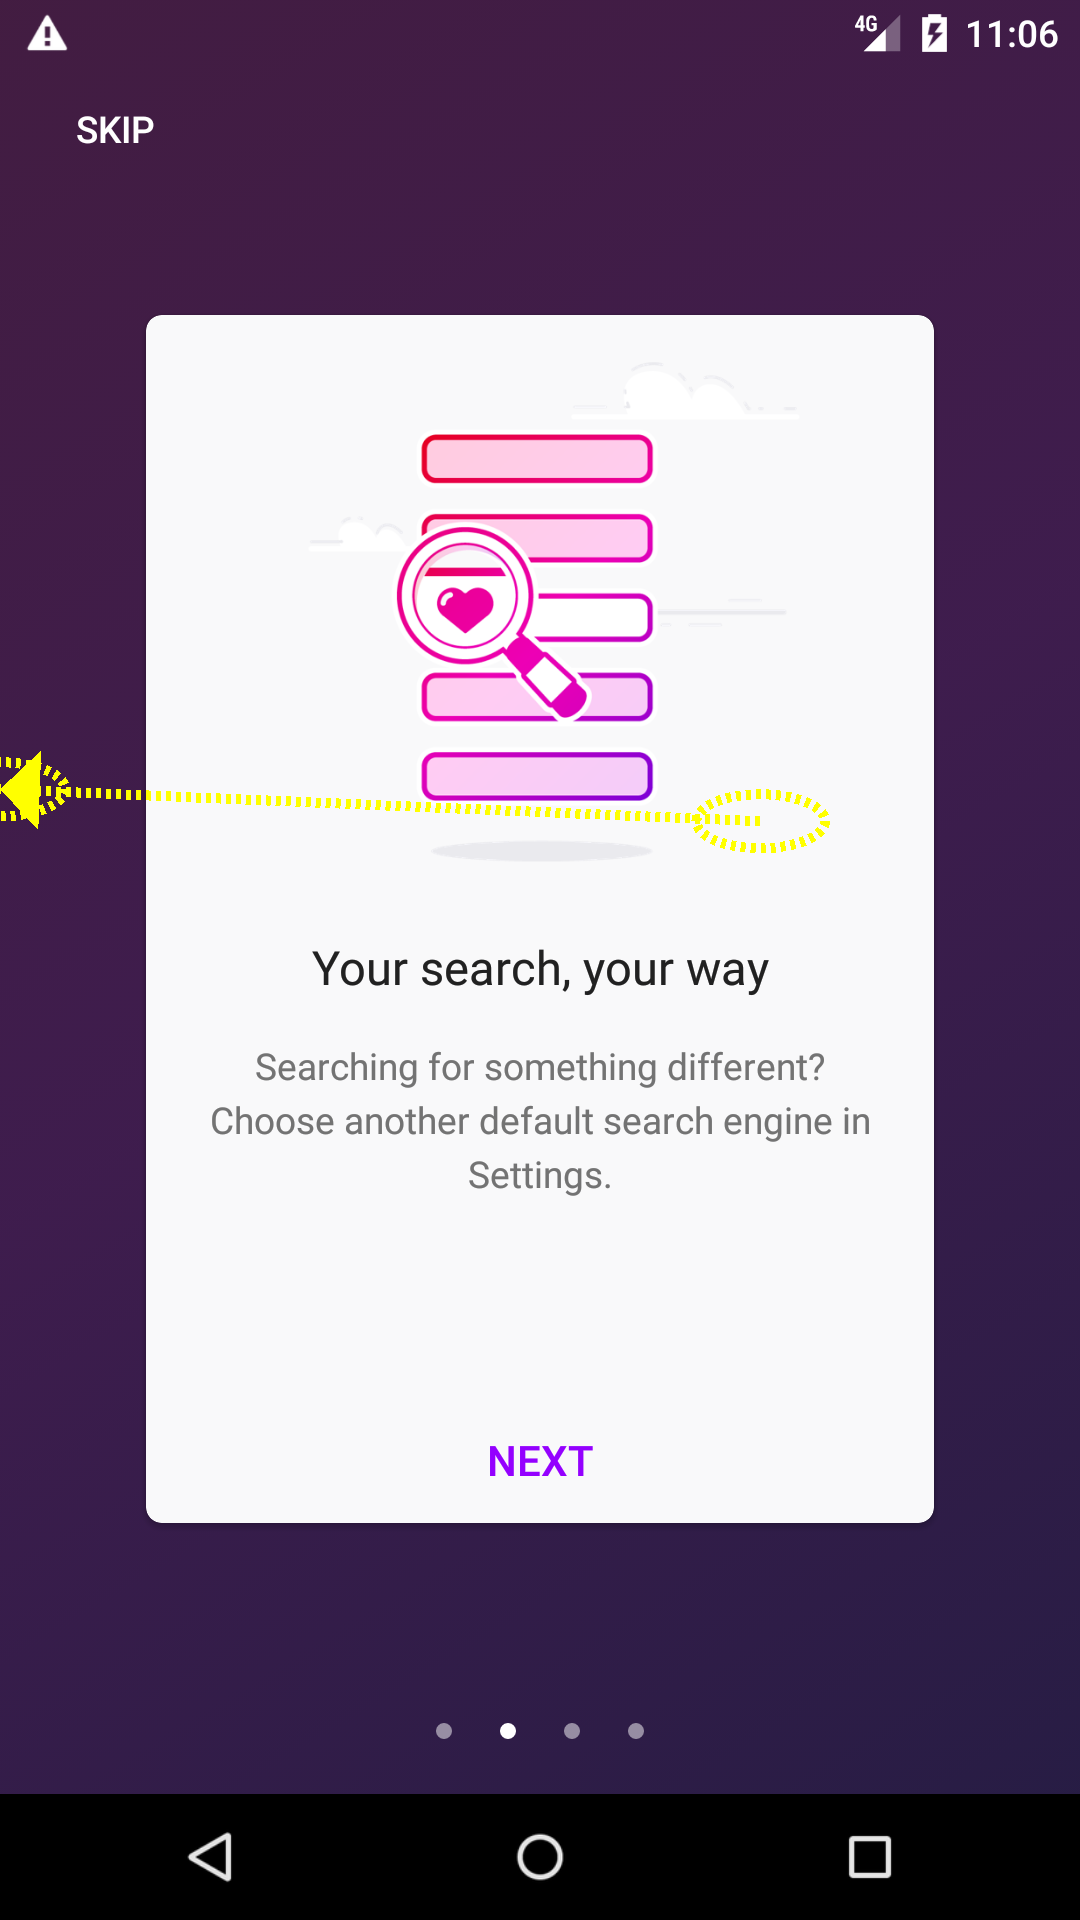 4G 11:06
SKIP
Your search, your way
Searching for something different?
Choose another default search engine in
Settings.
NEXT